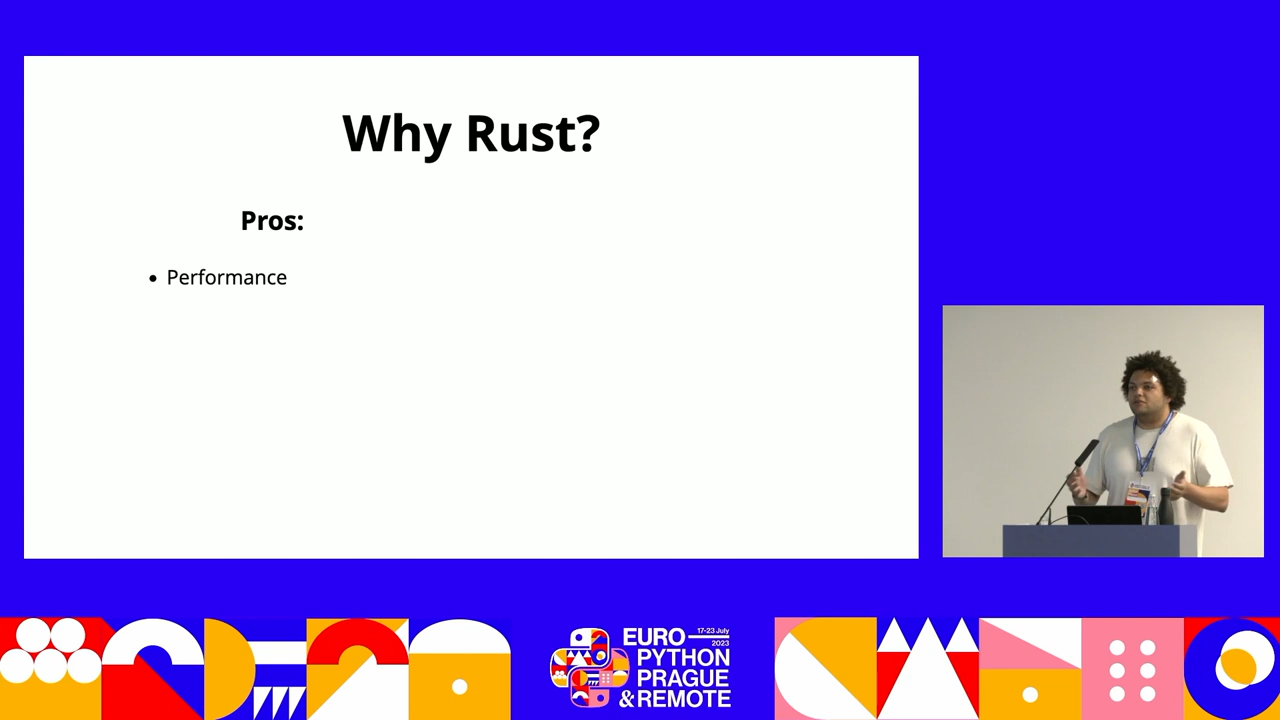 Why Rust?
Pros:
• Performance
EURO 17-23 July
2023
PYTHON
PRAGUE
& REMOTE